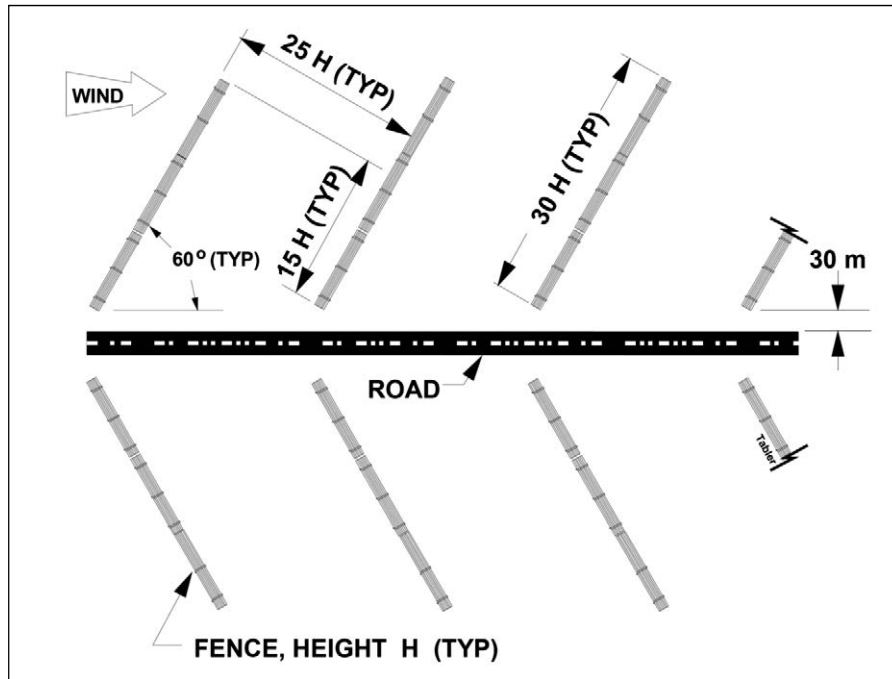 WIND
25 H (TYP)
15 H (TYP)
30 H (TYP)
60° (TYP)
30 m
ROAD
Tabler
FENCE, HEIGHT H (TYP)